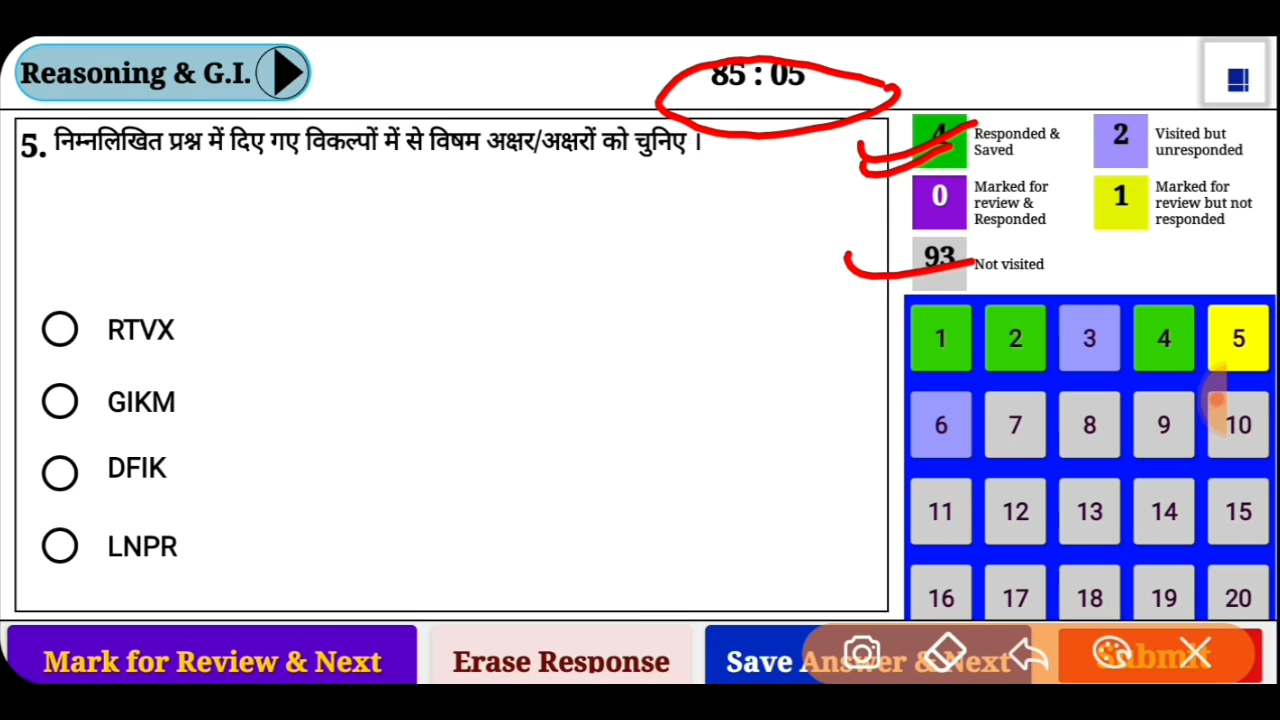 Reasoning & G.I.
85 : 05
5. निम्नलिखित प्रश्न में दिए गए विकल्पों में से विषम अक्षर/अक्षरों को चुनिए ।
RTVX
GIKM
DFIK
LNPR
4 Responded & Saved
2 Visited but unresponded
0 Marked for review & Responded
1 Marked for review but not responded
93 Not visited
1 2 3 4 5
6 7 8 9 10
11 12 13 14 15
16 17 18 19 20
Mark for Review & Next
Erase Response
Save Answer & Next
Submit